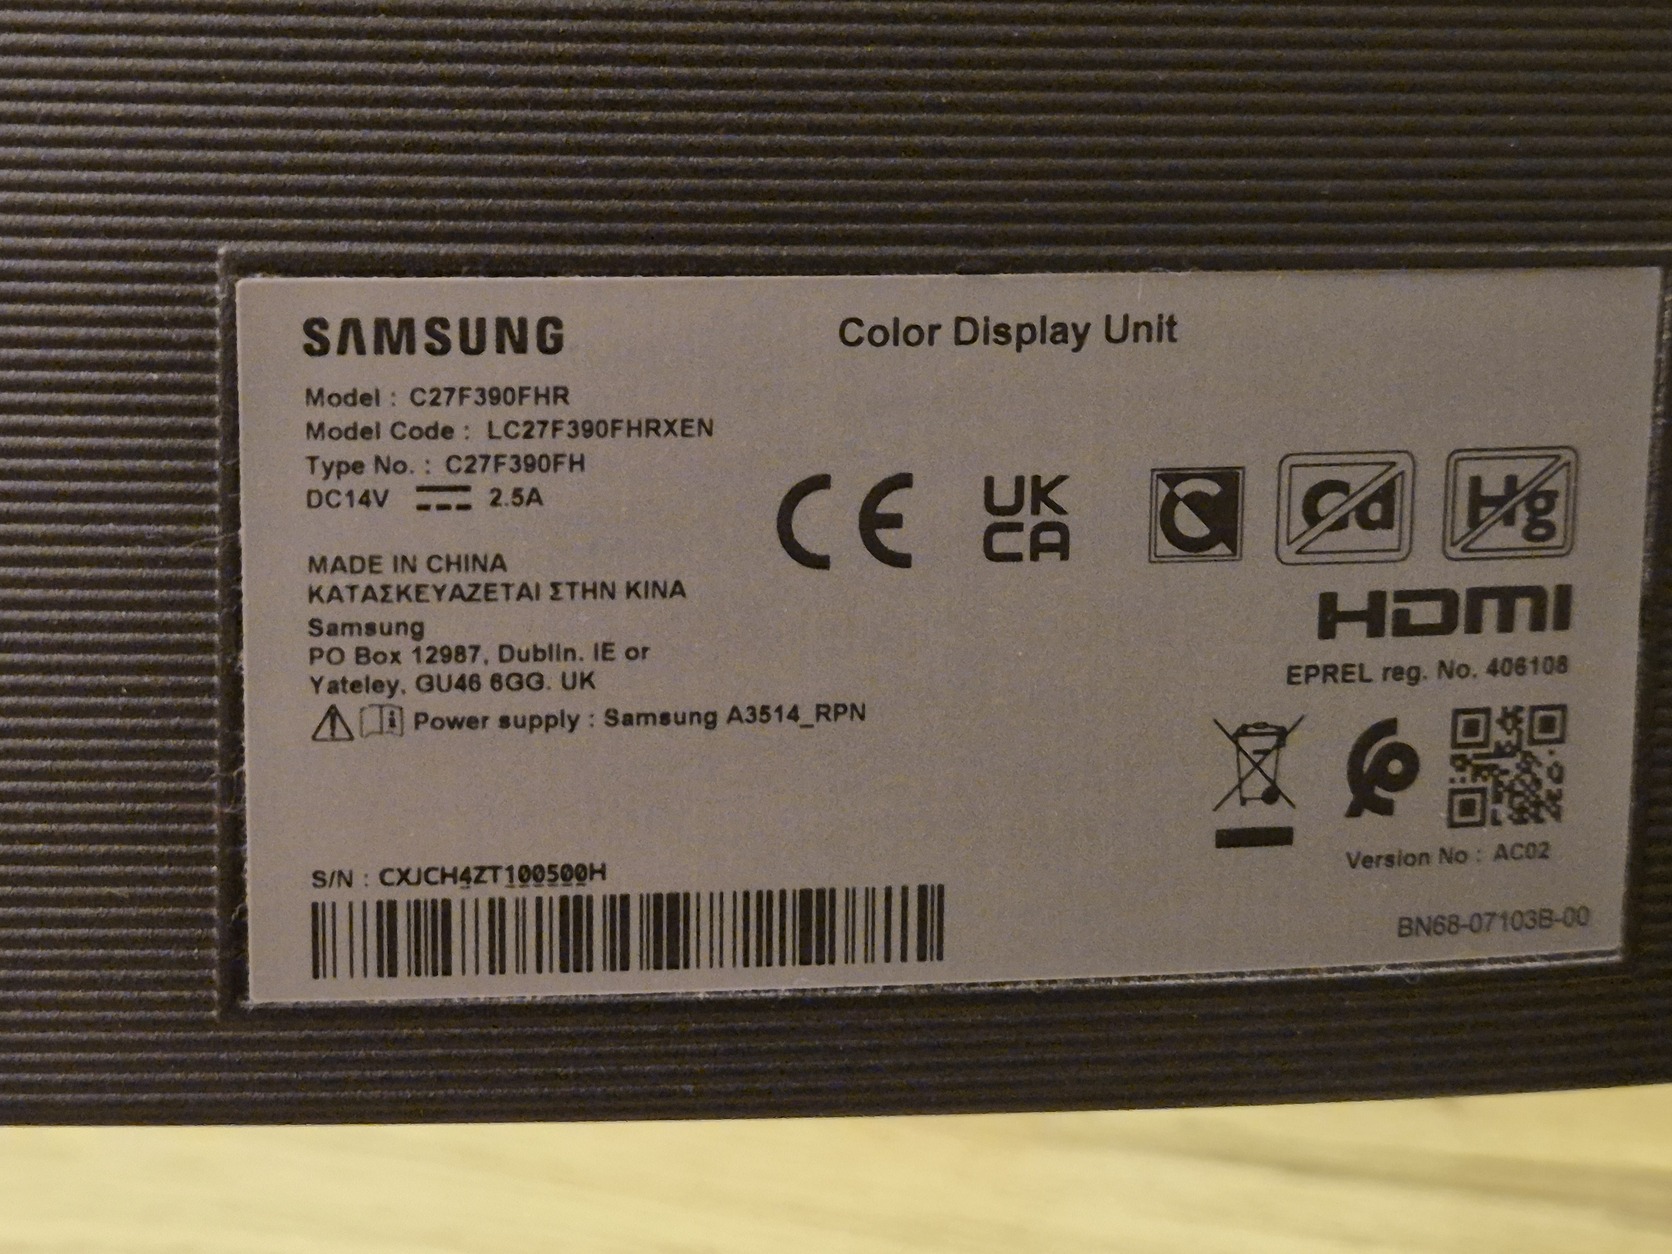 SAMSUNG
Color Display Unit
Model : C27F390FHR
Model Code : LC27F390FHRXEN
Type No. : C27F390FH
DC14V 2.5A
MADE IN CHINA
ΚΑΤΑΣΚΕΥΑΖΕΤΑΙ ΣΤΗΝ ΚΙΝΑ
Samsung
PO Box 12987, Dublin. IE or
Yateley, GU46 6GG. UK
Power supply : Samsung A3514_RPN
CE
UK
CA
C
Cd
Hg
HDMI
EPREL reg. No. 406108
Version No : AC02
S/N : CXJCH4ZT100500H
BN68-07103B-00